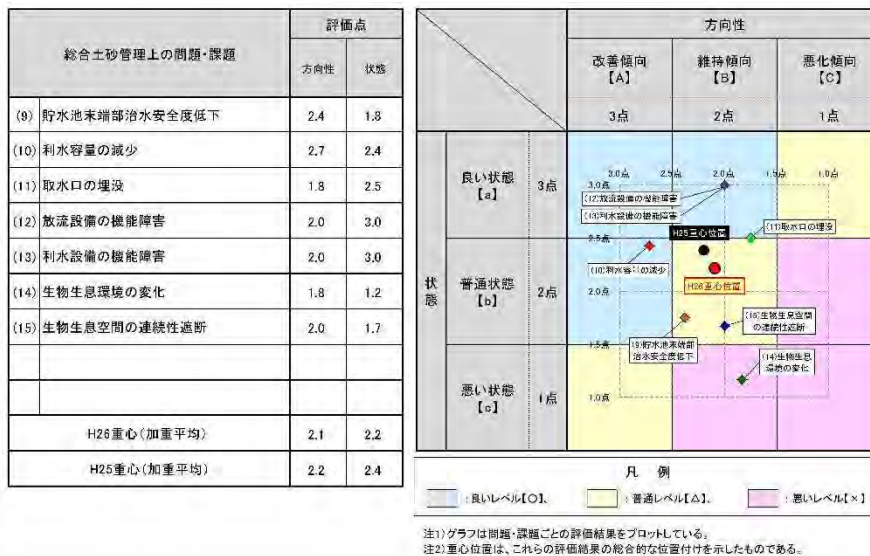 総合土砂管理上の問題・課題
評価点
方向性
状態
(9) 貯水池末端部治水安全度低下 2.4 1.8
(10) 利水容量の減少 2.7 2.4
(11) 取水口の埋没 1.8 2.5
(12) 放流設備の機能障害 2.0 3.0
(13) 利水設備の機能障害 2.0 3.0
(14) 生物生息環境の変化 1.8 1.2
(15) 生物生息空間の連続性遮断 2.0 1.7
H26重心(加重平均) 2.1 2.2
H25重心(加重平均) 2.2 2.4
方向性
改善傾向 維持傾向 悪化傾向
【A】 【B】 【C】
3点 2点 1点
状態
良い状態
【a】
3点
普通状態
【b】
2点
悪い状態
【c】
1点
3.0点 2.5点 2.0点 1.5点 1.0点
3.0点
(12)放流設備の機能障害
(13)利水設備の機能障害
(11)取水口の埋没
H25重心位置
2.5点
(10)利水容量の減少
H26重心位置
2.0点
(15)生物生息空間
の連続性遮断
(9)貯水池末端部
治水安全度低下
1.5点
(14)生物生息
環境の変化
1.0点
凡 例
:良いレベル【○】、 :普通レベル【△】、 :悪いレベル【×】
注1)グラフは問題・課題ごとの評価結果をプロットしている。
注2)重心位置は、これらの評価結果の総合的な位置付けを示したものである。